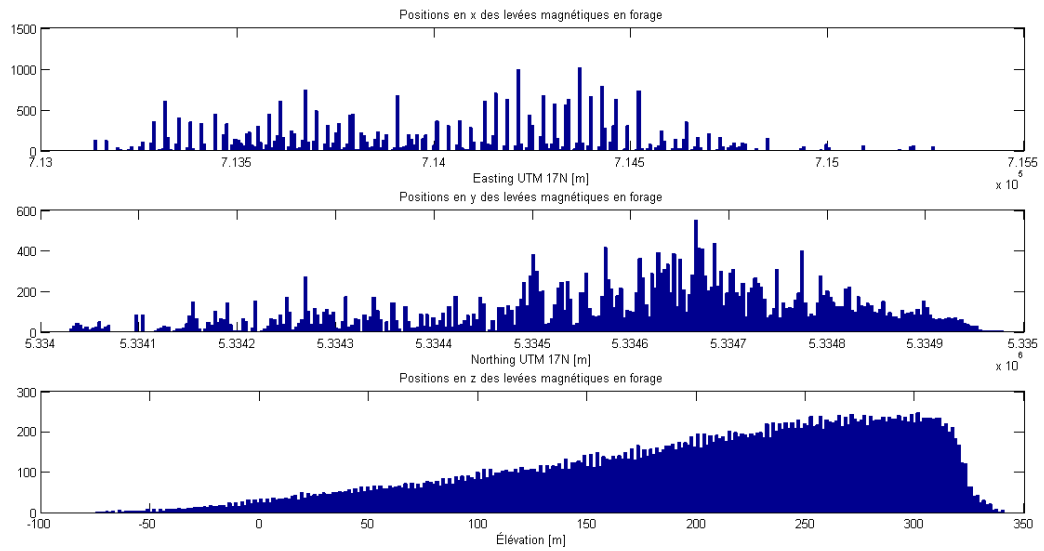 Positions en x des levées magnétiques en forage
1500
1000
500
0
7.13 7.135 7.14 7.145 7.15 7.155
Easting UTM 17N [m]
x 10^5
Positions en y des levées magnétiques en forage
600
400
200
0
5.334 5.3341 5.3342 5.3343 5.3344 5.3345 5.3346 5.3347 5.3348 5.3349 5.335
Northing UTM 17N [m]
x 10^6
Positions en z des levées magnétiques en forage
300
200
100
0
-100 -50 0 50 100 150 200 250 300 350
Élévation [m]